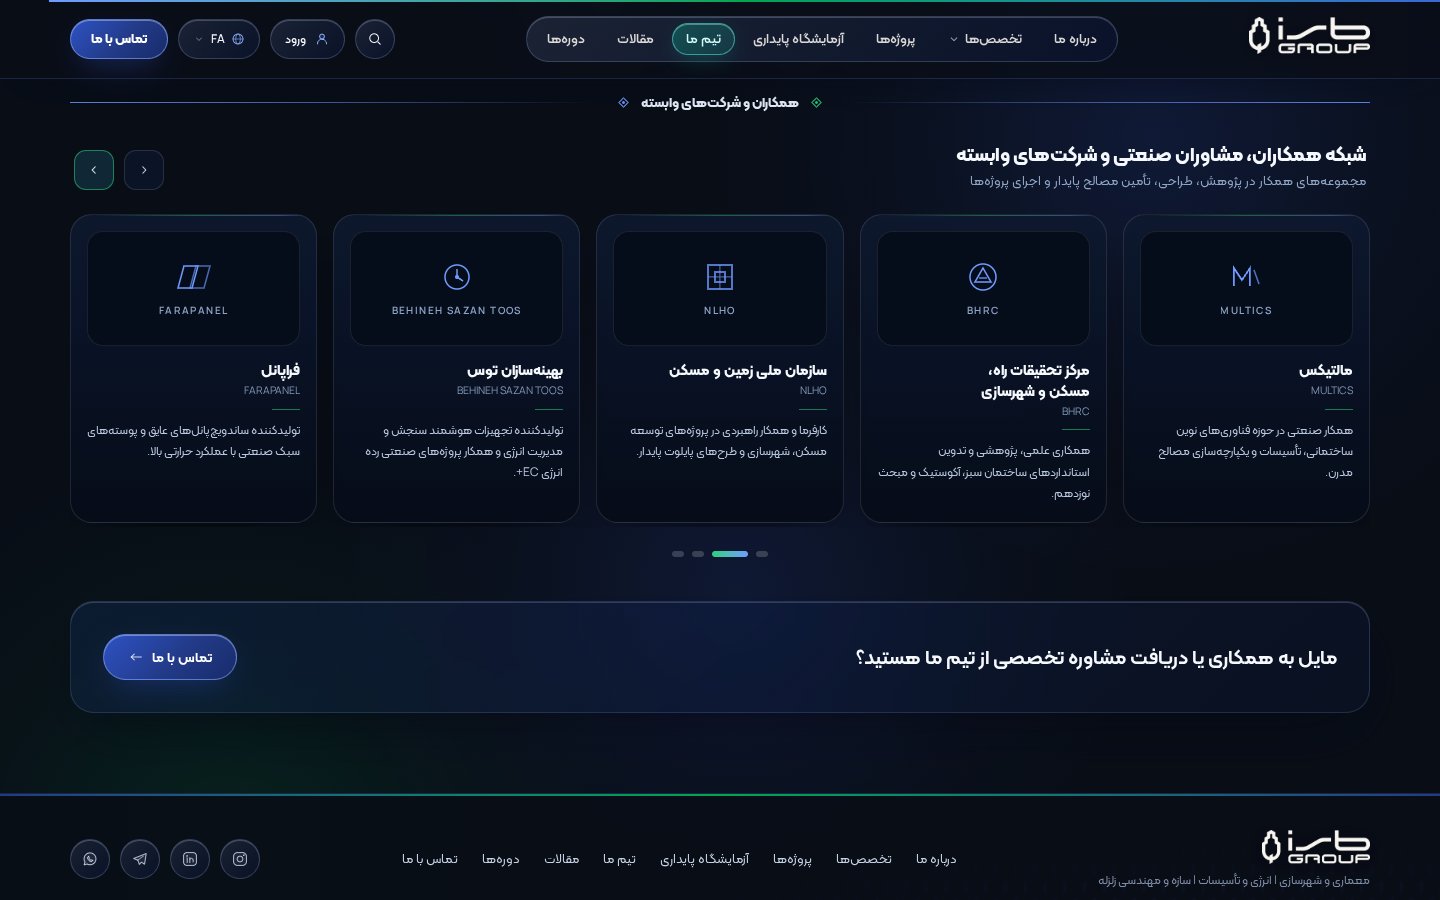 طرا
GROUP
درباره ما
تخصص‌ها
پروژه‌ها
آزمایشگاه پایداری
تیم ما
مقالات
دوره‌ها
ورود
FA
تماس با ما
همکاران و شرکت‌های وابسته
شبکه همکاران، مشاوران صنعتی و شرکت‌های وابسته
مجموعه‌های همکار در پژوهش، طراحی، تأمین مصالح پایدار و اجرای پروژه‌ها
MULTICS
مالتیکس
MULTICS
همکار صنعتی در حوزه فناوری‌های نوین
ساختمانی، تأسیسات و یکپارچه‌سازی مصالح
مدرن.
BHRC
مرکز تحقیقات راه،
مسکن و شهرسازی
BHRC
همکاری علمی، پژوهشی و تدوین
استانداردهای ساختمان سبز، آکوستیک و مبحث
نوزدهم.
NLHO
سازمان ملی زمین و مسکن
NLHO
کارفرما و همکار راهبردی در پروژه‌های توسعه
مسکن، شهرسازی و طرح‌های پایلوت پایدار.
BEHINEH SAZAN TOOS
بهینه‌سازان توس
BEHINEH SAZAN TOOS
تولیدکننده تجهیزات هوشمند سنجش و
مدیریت انرژی و همکار پروژه‌های صنعتی رده
انرژی EC+.
FARAPANEL
فراپانل
FARAPANEL
تولیدکننده ساندویچ‌پانل‌های عایق و پوسته‌های
سبک صنعتی با عملکرد حرارتی بالا.
مایل به همکاری یا دریافت مشاوره تخصصی از تیم ما هستید؟
تماس با ما
GROUP
معماری و شهرسازی | انرژی و تأسیسات | سازه و مهندسی زلزله
درباره ما
تخصص‌ها
پروژه‌ها
آزمایشگاه پایداری
تیم ما
مقالات
دوره‌ها
تماس با ما